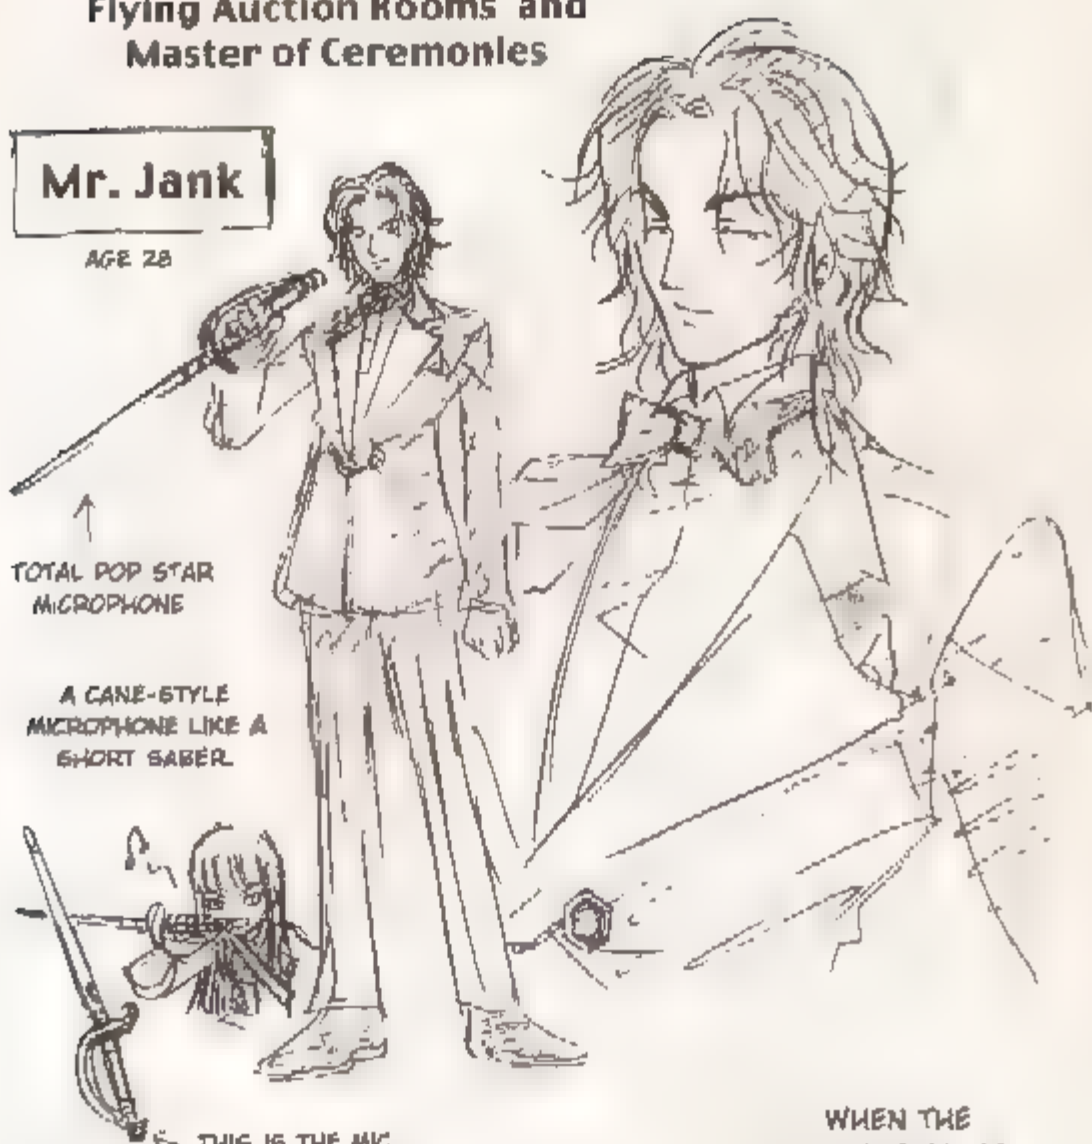 Flying Auction Rooms and
Master of Ceremonies
Mr. Jank
AGE 28
TOTAL POP STAR
MICROPHONE
A CANE-STYLE
MICROPHONE LIKE A
SHORT SABER.
THIS IS THE MIC
WHEN THE